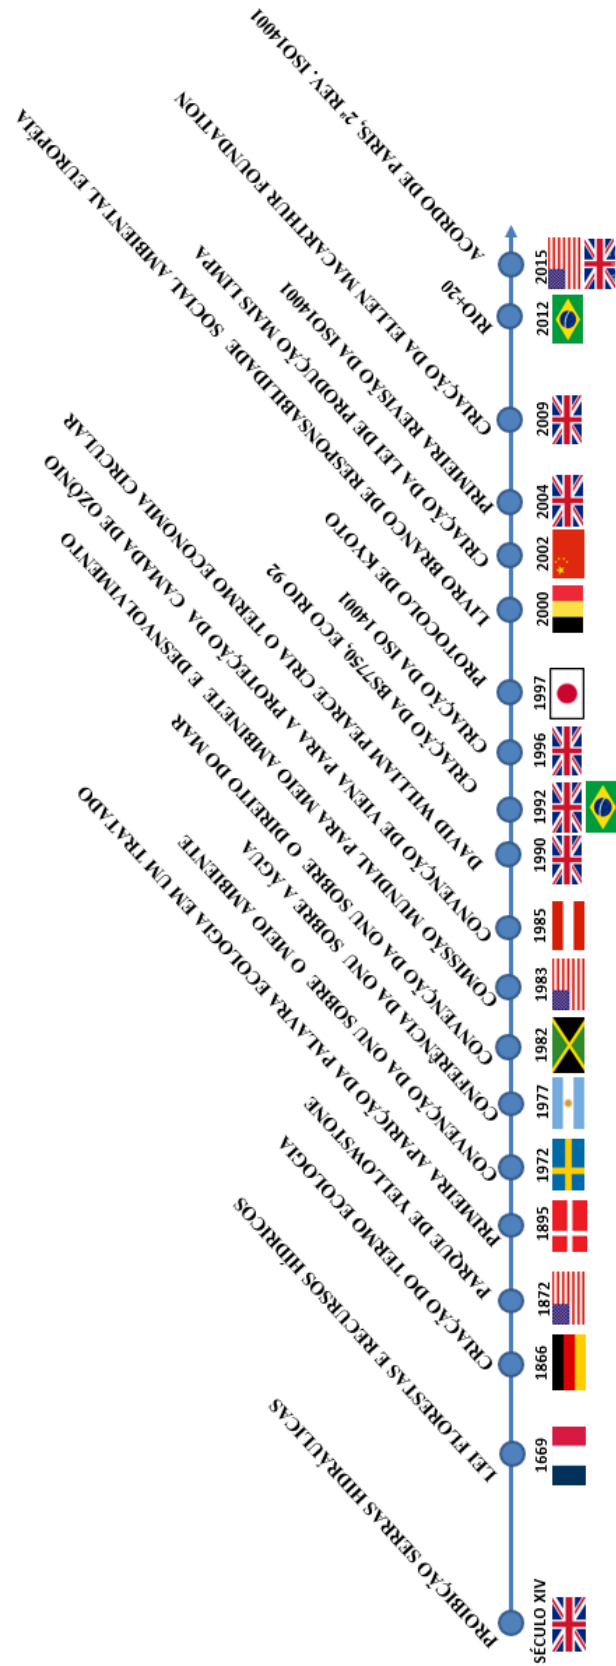 PROIBIÇÃO SERRAS HIDRÁULICAS
SÉCULO XIV
LEI FLORESTAS E RECURSOS HÍDRICOS
1669
CRIAÇÃO DO TERMO ECOLOGIA
1866
PARQUE DE YELLOWSTONE
1872
PRIMEIRA APARIÇÃO DA PALAVRA ECOLOGIA EM UM TRATADO
1895
CONVENÇÃO DA ONU SOBRE O MEIO AMBIENTE
1972
CONFERÊNCIA DA ONU SOBRE A ÁGUA
1977
CONVENÇÃO DA ONU SOBRE O DIREITO DO MAR
1982
COMISSÃO MUNDIAL PARA MEIO AMBINETE E DESNVOLVIMENTO
1983
CONVENÇÃO DE VIENA PARA A PROTEÇÃO DA CAMADA DE OZÔNIO
1985
DAVID WILLIAM PEARCE CRIA O TERMO ECONOMIA CIRCULAR
1990
CRIAÇÃO DA BS7750, ECO RIO 92
1992
CRIAÇÃO DA ISO 14001
1996
PROTOCOLO DE KYOTO
1997
LIVRO BRANCO DE RESPONSABILIDADE SOCIAL AMBIENTAL EUROPÉIA
2000
CRIAÇÃO DA LEI DE PRODUÇÃO MAIS LIMPA
2002
PRIMEIRA REVISÃO DA ISO14001
2004
CRIAÇÃO DA ELLEN MACARTHUR FOUNDATION
2009
RIO+20
2012
ACORDO DE PARIS, 2ª REV. ISO14001
2015